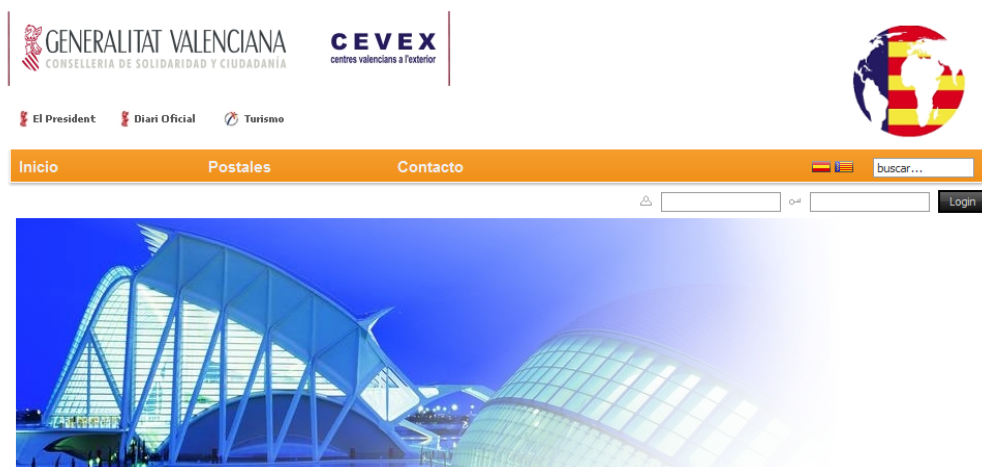 GENERALITAT VALENCIANA
CONSELLERIA DE SOLIDARIDAD Y CIUDADANÍA
CEVEX
centres valencians a l'exterior
El President Diari Oficial Turismo
Inicio Postales Contacto buscar...
Login